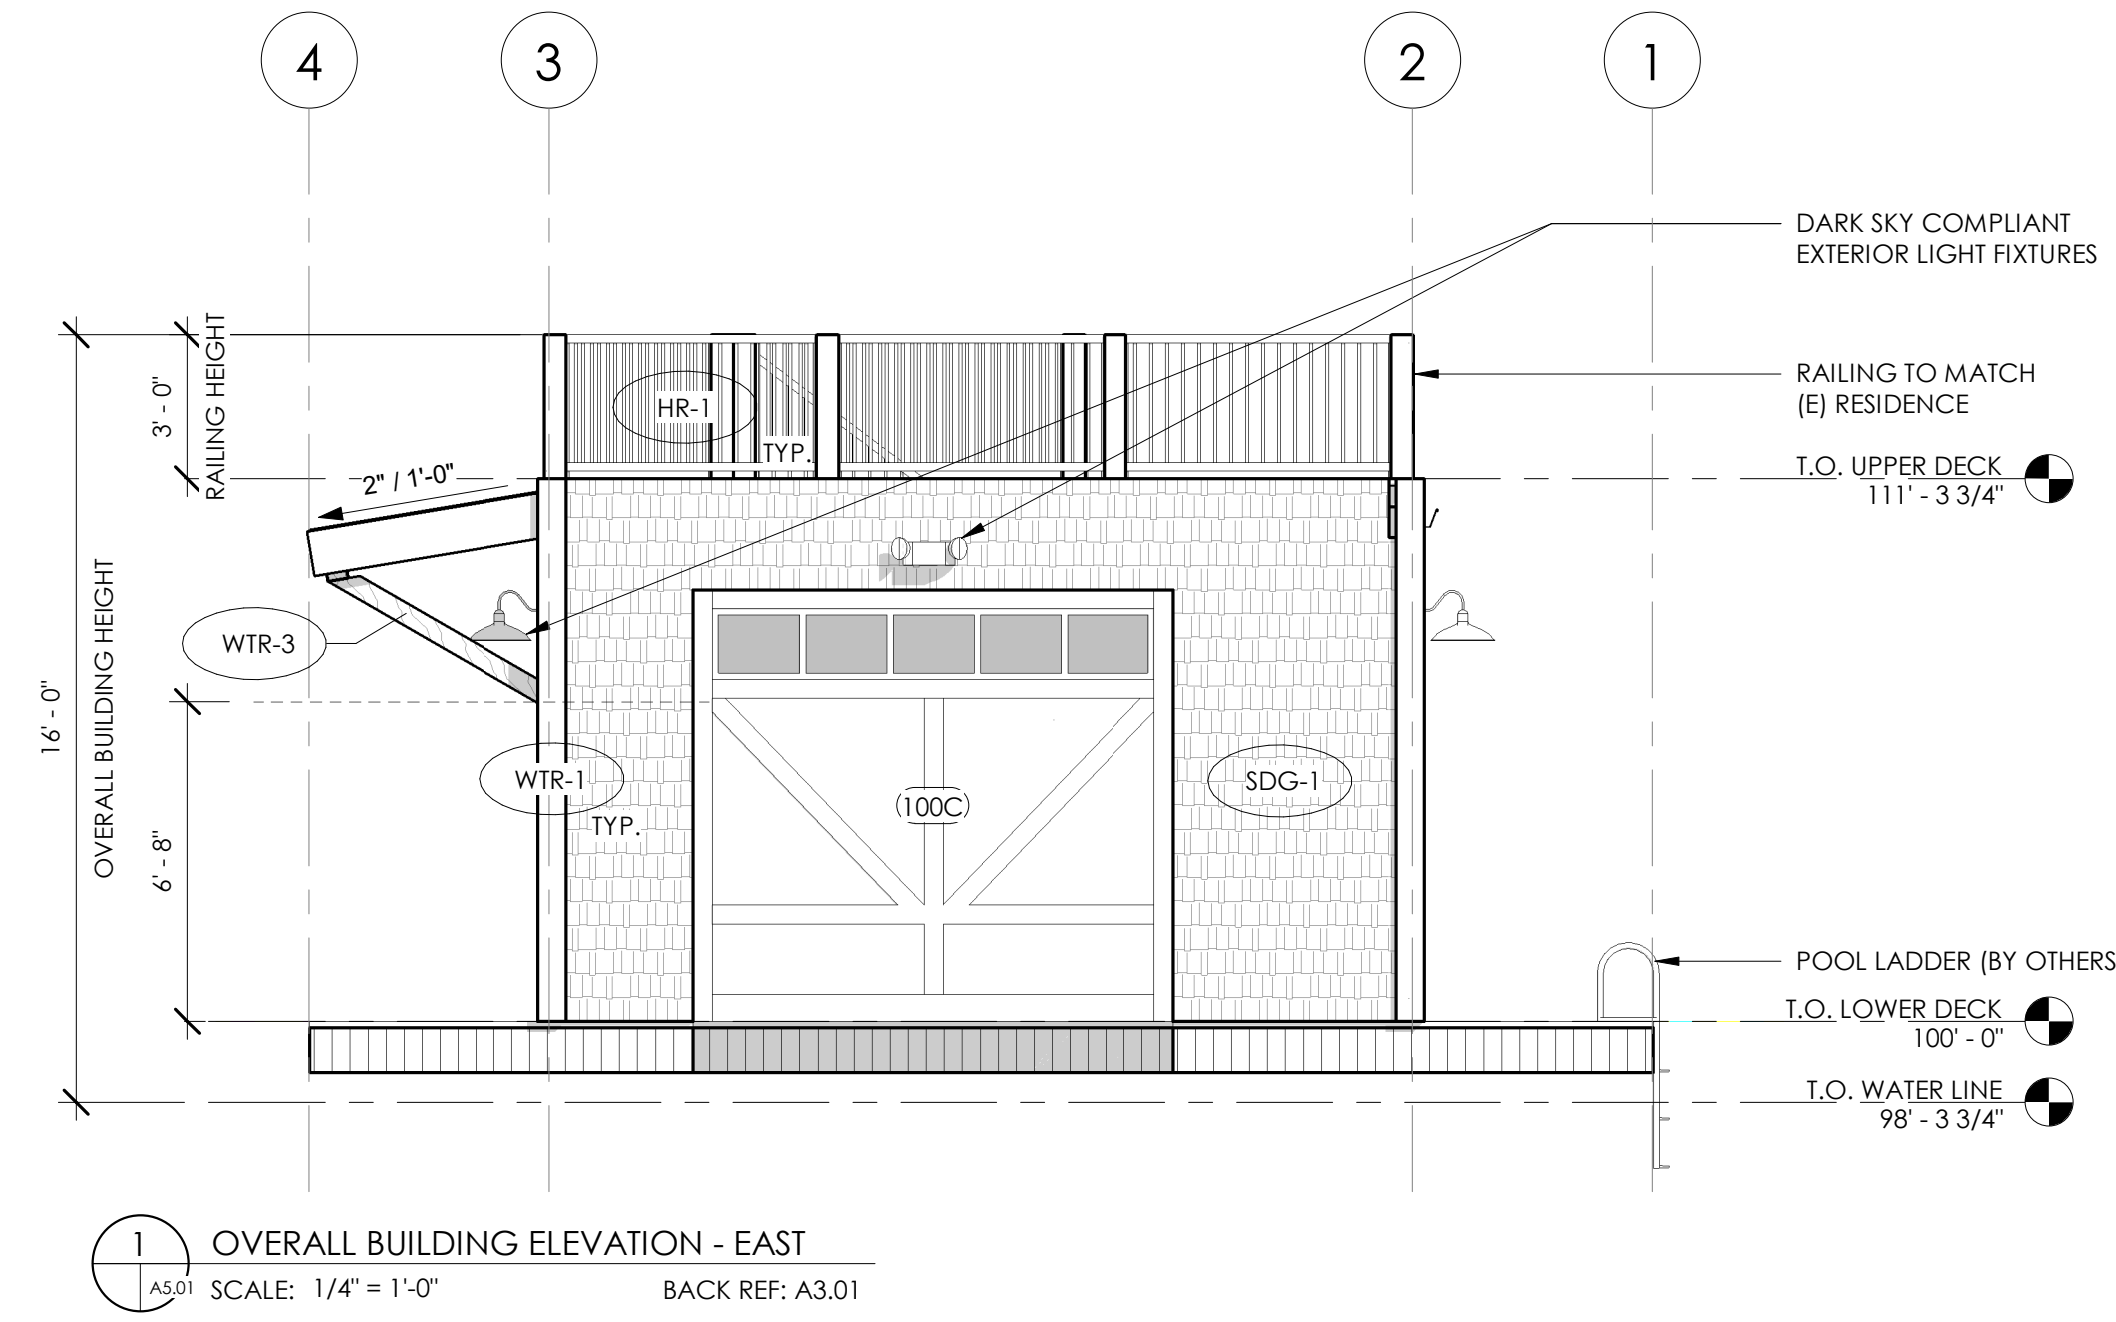 4
3
2
1
DARK SKY COMPLIANT
EXTERIOR LIGHT FIXTURES
RAILING HEIGHT
3' - 0"
HR-1
TYP.
RAILING TO MATCH
(E) RESIDENCE
2" / 1'-0"
T.O. UPPER DECK
111' - 3 3/4"
WTR-3
16' - 0"
OVERALL BUILDING HEIGHT
6' - 8"
WTR-1
TYP.
100C
SDG-1
POOL LADDER (BY OTHERS
T.O. LOWER DECK
100' - 0"
T.O. WATER LINE
98' - 3 3/4"
1
A5.01
OVERALL BUILDING ELEVATION - EAST
SCALE: 1/4" = 1'-0"
BACK REF: A3.01